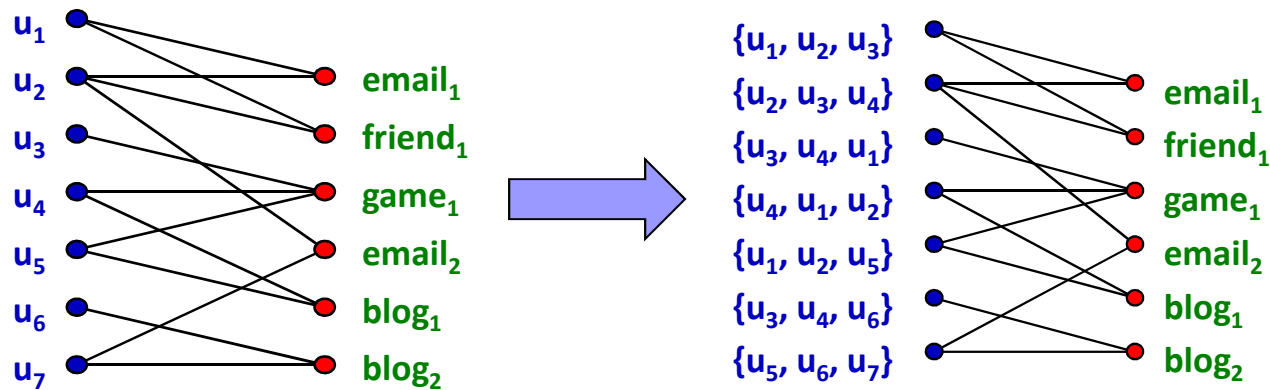 u₁
u₂
u₃
u₄
u₅
u₆
u₇
email₁
friend₁
game₁
email₂
blog₁
blog₂
{u₁, u₂, u₃}
{u₂, u₃, u₄}
{u₃, u₄, u₁}
{u₄, u₁, u₂}
{u₁, u₂, u₅}
{u₃, u₄, u₆}
{u₅, u₆, u₇}
email₁
friend₁
game₁
email₂
blog₁
blog₂